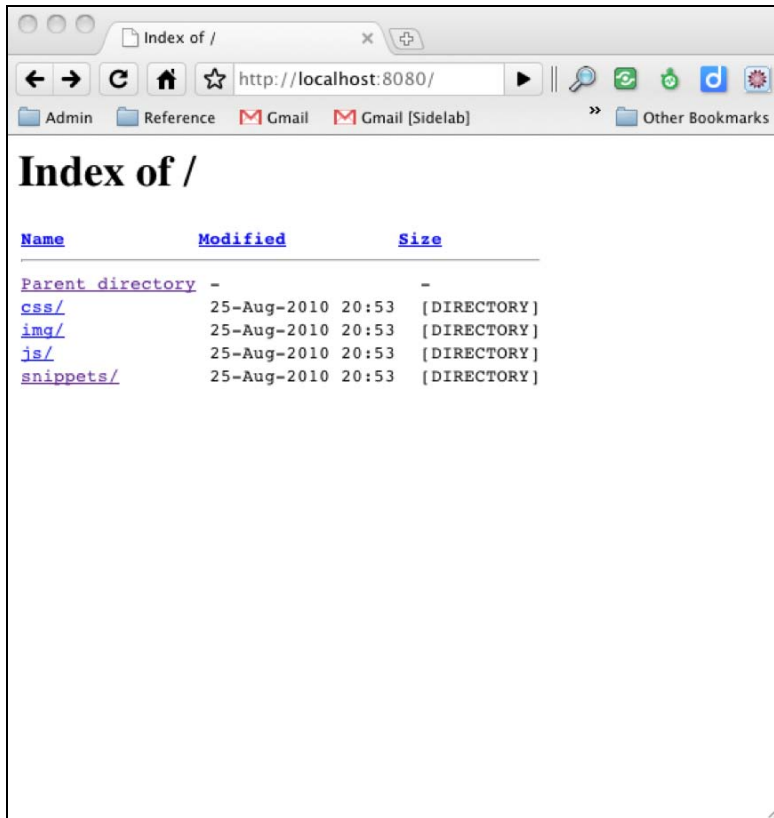 Index of /
http://localhost:8080/
Admin Reference Gmail Gmail [Sidelab] » Other Bookmarks
Index of /
Name Modified Size
Parent directory - -
css/ 25-Aug-2010 20:53 [DIRECTORY]
img/ 25-Aug-2010 20:53 [DIRECTORY]
js/ 25-Aug-2010 20:53 [DIRECTORY]
snippets/ 25-Aug-2010 20:53 [DIRECTORY]